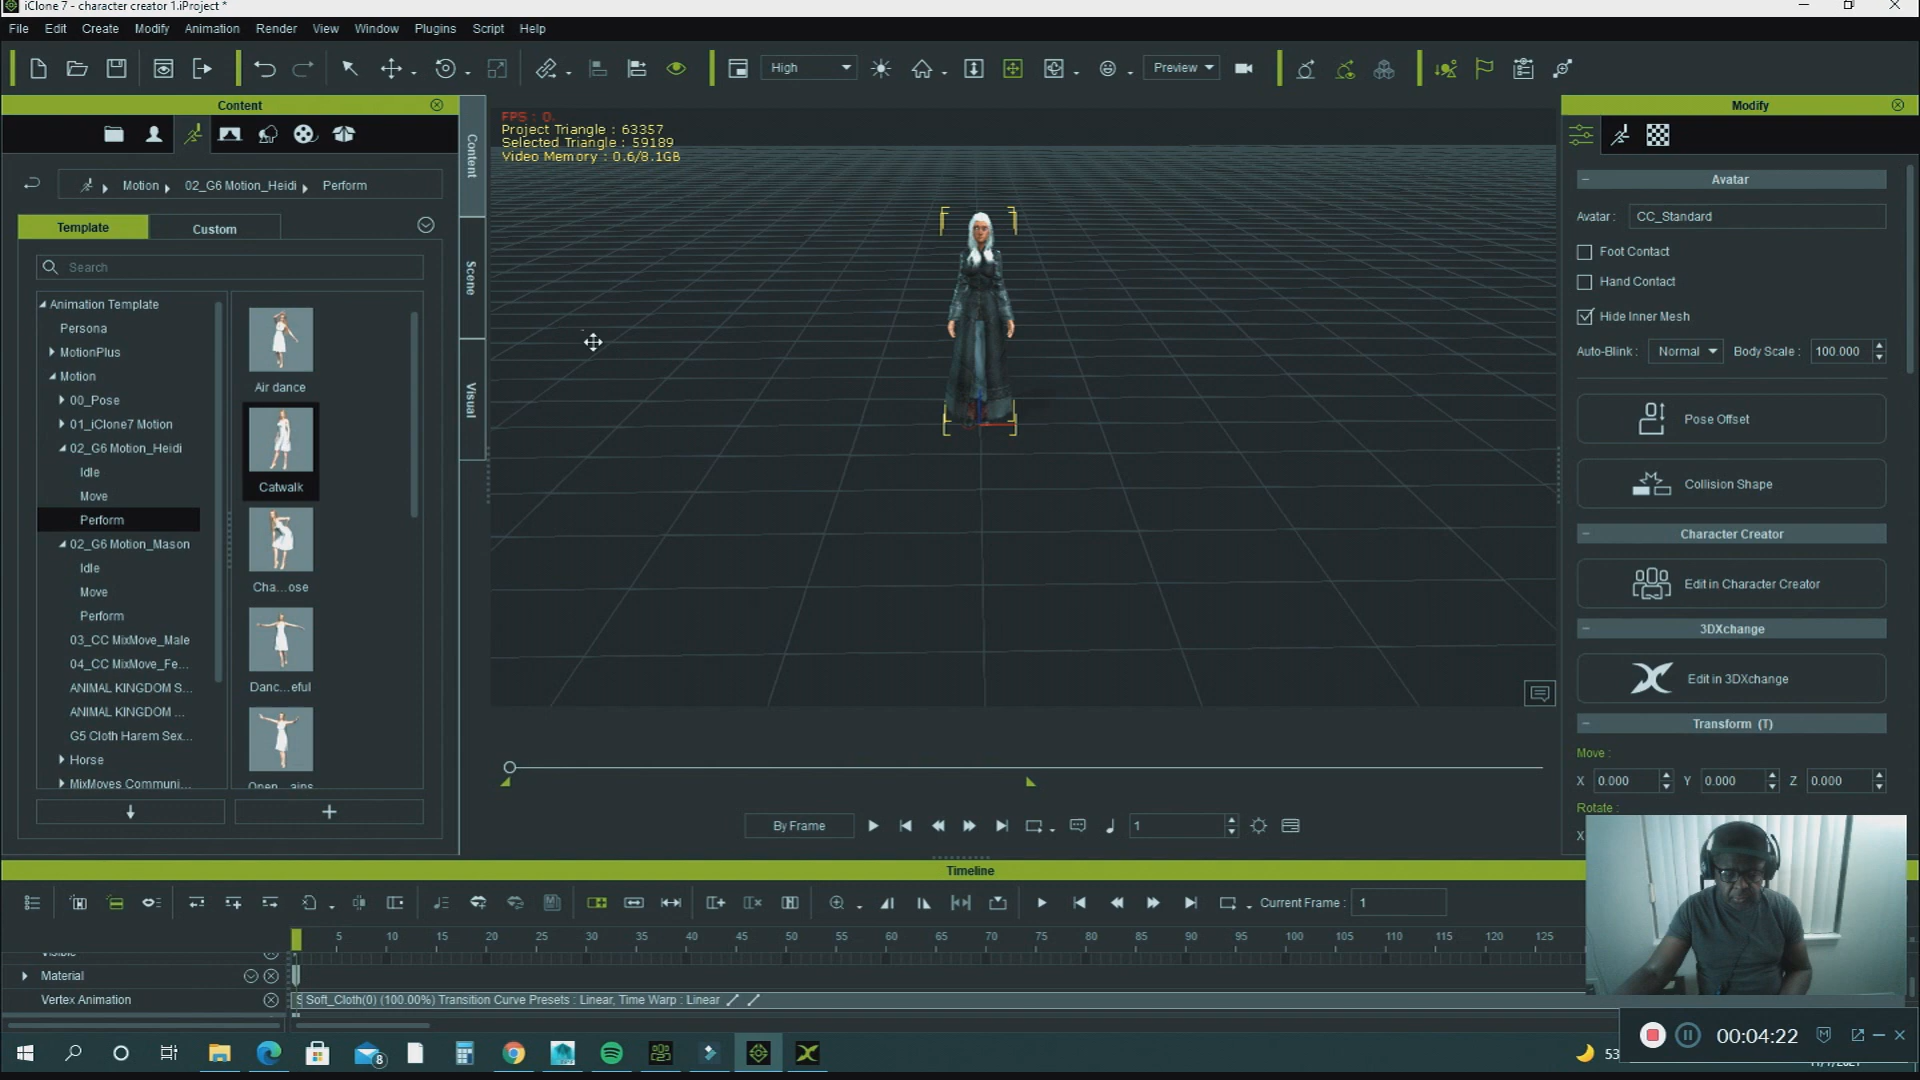 iClone 7 - character creator 1.iProject *
File Edit Create Modify Animation Render View Window Plugins Script Help
High
Preview
Content
Motion 02_G6 Motion_Heidi Perform
Template
Custom
Search
Animation Template
Persona
MotionPlus
Motion
00_Pose
01_iClone7 Motion
02_G6 Motion_Heidi
Idle
Move
Perform
02_G6 Motion_Mason
Idle
Move
Perform
03_CC MixMove_Male
04_CC MixMove_Fe...
ANIMAL KINGDOM S...
ANIMAL KINGDOM ...
G5 Cloth Harem Sex...
Horse
MixMoves Communi...
Air dance
Catwalk
Cha...ose
Danc...eful
Open...ains
Content
Scene
Visual
FPS : 0.
Project Triangle : 63357
Selected Triangle : 59189
Video Memory : 0.6/8.1GB
Modify
Avatar
Avatar : CC_Standard
Foot Contact
Hand Contact
Hide Inner Mesh
Auto-Blink : Normal Body Scale : 100.000
Pose Offset
Collision Shape
Character Creator
Edit in Character Creator
3DXchange
Edit in 3DXchange
Transform (T)
Move :
X 0.000 Y 0.000 Z 0.000
Rotate :
X
By Frame
1
Timeline
Current Frame : 1
5 10 15 20 25 30 35 40 45 50 55 60 65 70 75 80 85 90 95 100 105 110 115 120 125
Visible
Material
Vertex Animation
Soft_Cloth(0) (100.00%) Transition Curve Presets : Linear, Time Warp : Linear
8
53
00:04:22